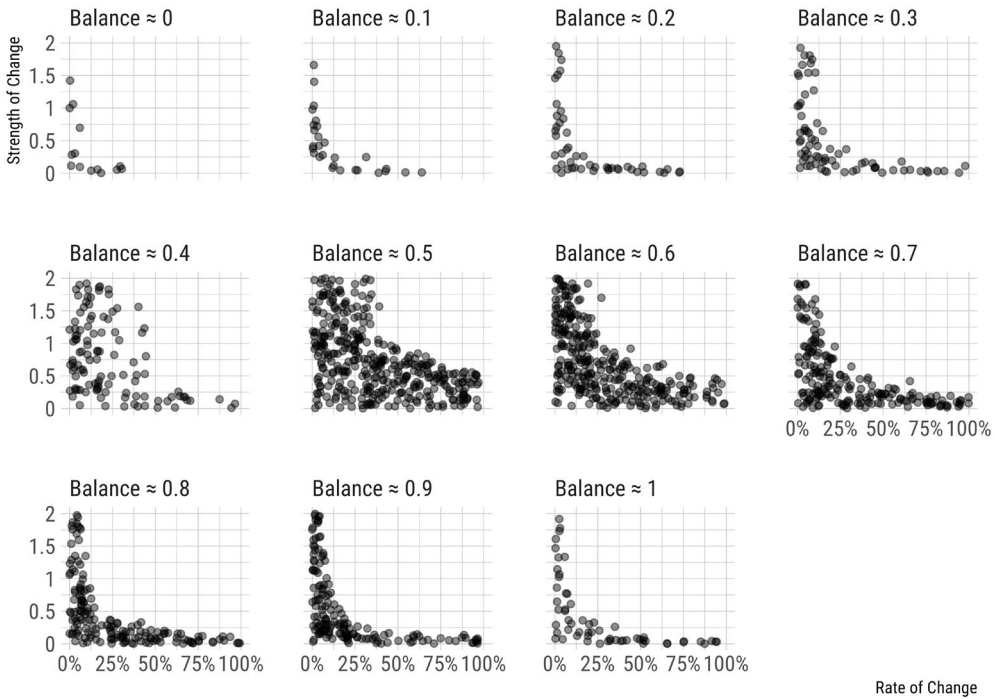 Balance ≈ 0
Balance ≈ 0.1
Balance ≈ 0.2
Balance ≈ 0.3
Strength of Change
2
1.5
1
0.5
0
Balance ≈ 0.4
Balance ≈ 0.5
Balance ≈ 0.6
Balance ≈ 0.7
2
1.5
1
0.5
0
0% 25% 50% 75% 100%
Balance ≈ 0.8
Balance ≈ 0.9
Balance ≈ 1
2
1.5
1
0.5
0
0% 25% 50% 75% 100%
0% 25% 50% 75% 100%
0% 25% 50% 75% 100%
Rate of Change